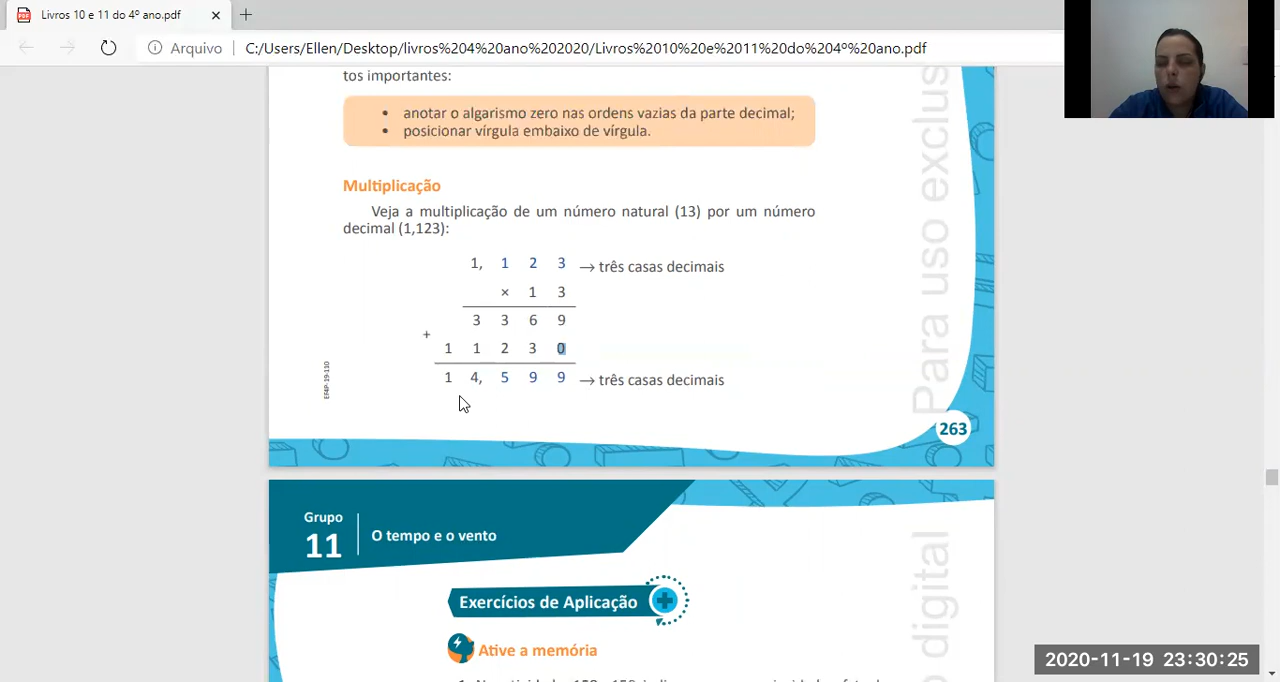 Livros 10 e 11 do 4º ano.pdf
Arquivo
C:/Users/Ellen/Desktop/livros%204%20ano%202020/Livros%2010%20e%2011%20do%204º%20ano.pdf
tos importantes:
• anotar o algarismo zero nas ordens vazias da parte decimal;
• posicionar vírgula embaixo de vírgula.
Multiplicação
Veja a multiplicação de um número natural (13) por um número
decimal (1,123):
1, 1 2 3 → três casas decimais
× 1 3
3 3 6 9
+
1 1 2 3 0
1 4, 5 9 9 → três casas decimais
EF4P-19-110
Para uso exclus
263
Grupo
11
O tempo e o vento
digital
Exercícios de Aplicação
Ative a memória
2020-11-19 23:30:25